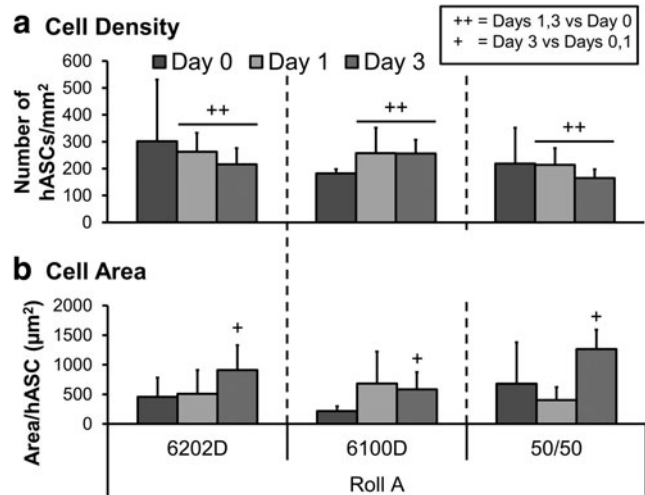 a Cell Density
++ = Days 1,3 vs Day 0
+ = Day 3 vs Days 0,1
Day 0 Day 1 Day 3
Number of
hASCs/mm²
600
500
400
300
200
100
0
++
++
++
b Cell Area
Area/hASC (µm²)
2000
1500
1000
500
0
+
+
+
6202D 6100D 50/50
Roll A